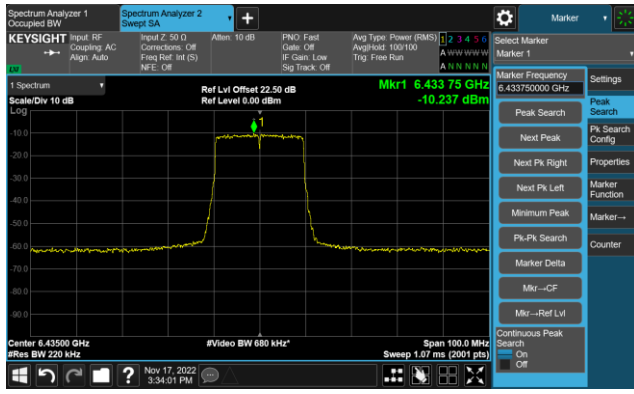 Spectrum Analyzer 1
Occupied BW
Spectrum Analyzer 2
Swept SA
Marker
KEYSIGHT
Input: RF
Coupling: AC
Align: Auto
Input Z: 50 Ω
Corrections: Off
Freq Ref: Int (S)
NFE: Off
Atten: 10 dB
PNO: Fast
Gate: Off
IF Gain: Low
Sig Track: Off
Avg Type: Power (RMS)
Avg|Hold: 100/100
Trig: Free Run
1 2 3 4 5 6
A W W W W W
A N N N N N
Select Marker
Marker 1
1 Spectrum
Scale/Div 10 dB
Log
Ref Lvl Offset 22.50 dB
Ref Level 0.00 dBm
Mkr1 6.433 75 GHz
-10.237 dBm
1
-10.0
-20.0
-30.0
-40.0
-50.0
-60.0
-70.0
-80.0
-90.0
Center 6.43500 GHz
#Res BW 220 kHz
#Video BW 680 kHz*
Span 100.0 MHz
Sweep 1.07 ms (2001 pts)
Marker Frequency
6.433750000 GHz
Peak Search
Next Peak
Next Pk Right
Next Pk Left
Minimum Peak
Pk-Pk Search
Marker Delta
Mkr→CF
Mkr→Ref Lvl
Continuous Peak
Search
On
Off
Settings
Peak
Search
Pk Search
Config
Properties
Marker
Function
Marker→
Counter
?
Nov 17, 2022
3:34:01 PM